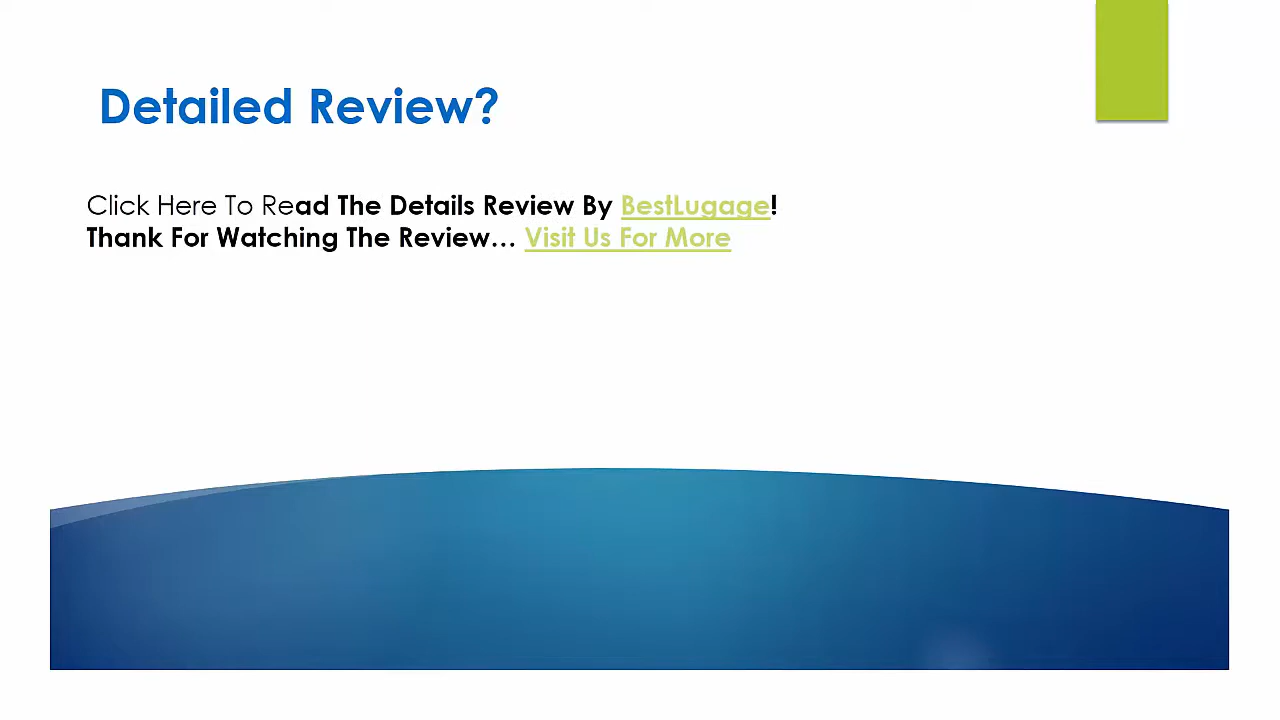 Detailed Review?
Click Here To Read The Details Review By BestLugage!
Thank For Watching The Review... Visit Us For More